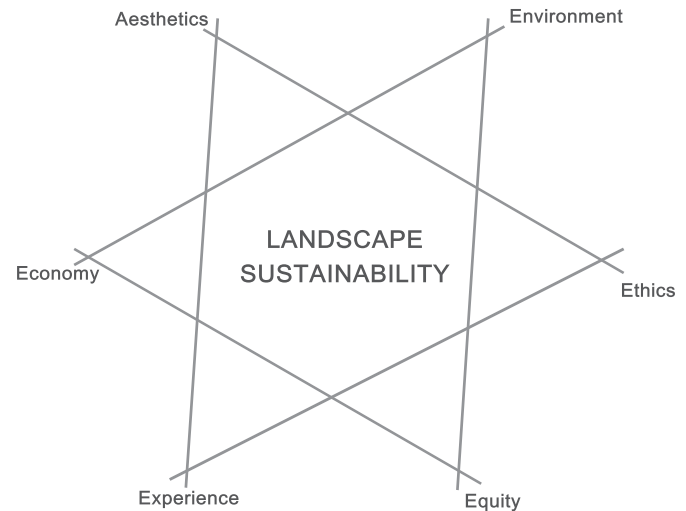 Aesthetics
Environment
LANDSCAPE
SUSTAINABILITY
Economy
Ethics
Experience
Equity